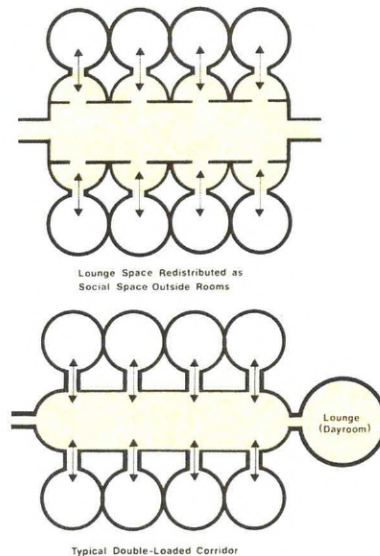 Lounge Space Redistributed as
Social Space Outside Rooms
Lounge
(Dayroom)
Typical Double-Loaded Corridor